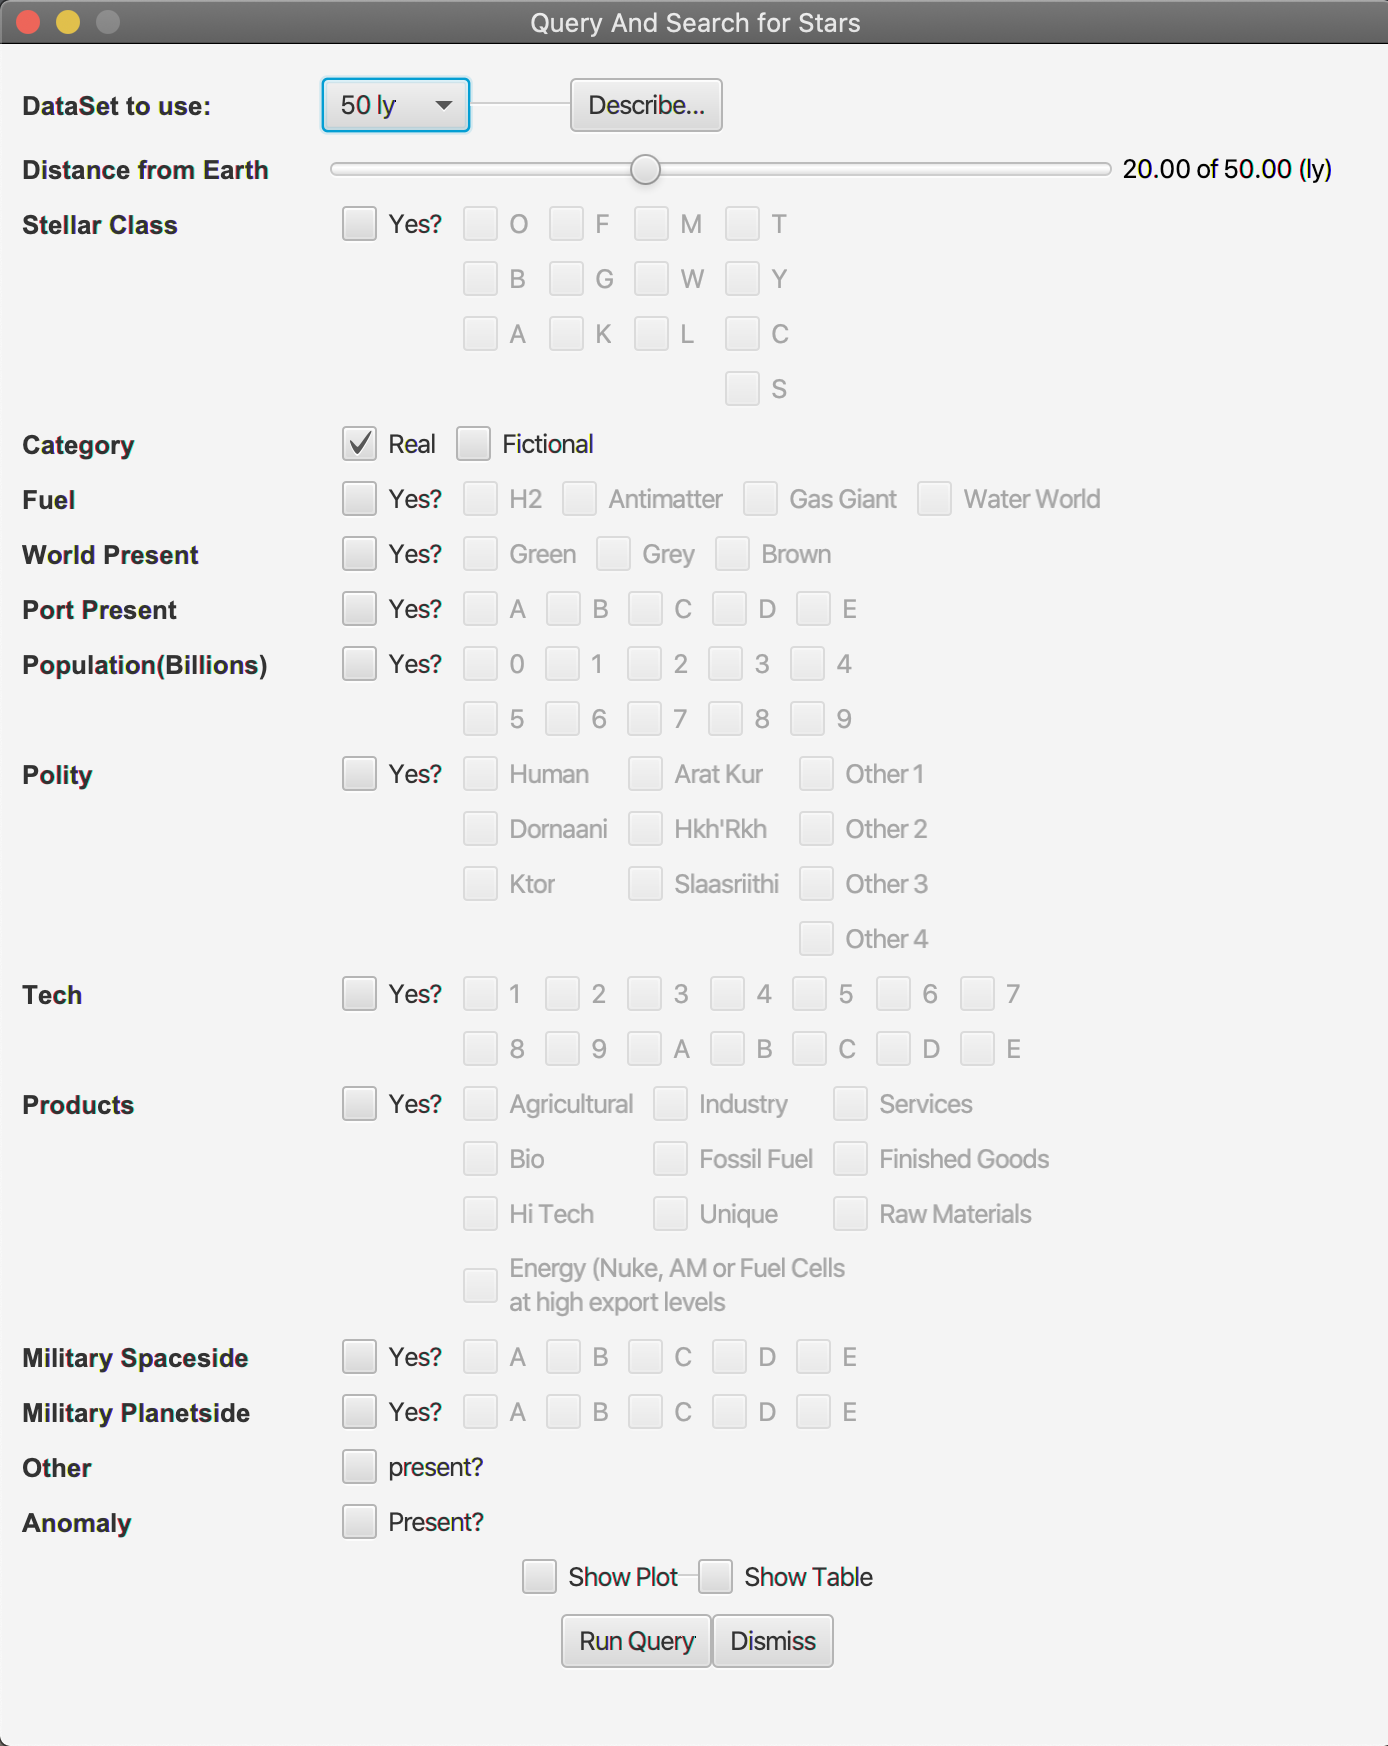 Query And Search for Stars
DataSet to use: 50 ly Describe...
Distance from Earth 20.00 of 50.00 (ly)
Stellar Class Yes? O F M T
B G W Y
A K L C
S
Category Real Fictional
Fuel Yes? H2 Antimatter Gas Giant Water World
World Present Yes? Green Grey Brown
Port Present Yes? A B C D E
Population(Billions) Yes? 0 1 2 3 4
5 6 7 8 9
Polity Yes? Human Arat Kur Other 1
Dornaani Hkh'Rkh Other 2
Ktor Slaasriithi Other 3
Other 4
Tech Yes? 1 2 3 4 5 6 7
8 9 A B C D E
Products Yes? Agricultural Industry Services
Bio Fossil Fuel Finished Goods
Hi Tech Unique Raw Materials
Energy (Nuke, AM or Fuel Cells
at high export levels
Military Spaceside Yes? A B C D E
Military Planetside Yes? A B C D E
Other present?
Anomaly Present?
Show Plot Show Table
Run Query Dismiss